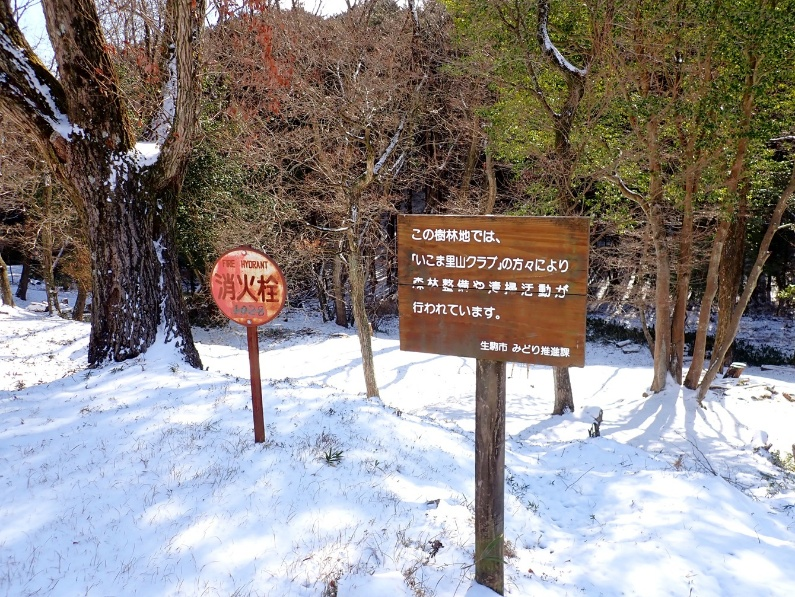 FIRE HYDRANT
消火栓
この樹林地では、
「いこま里山クラブ」の方々により
森林整備や清掃活動が
行われています。
生駒市 みどり推進課